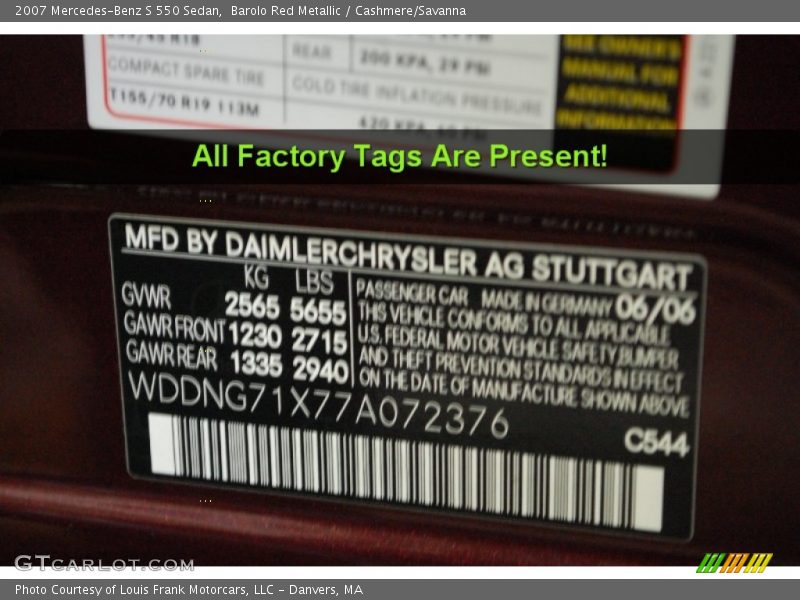 2007 Mercedes-Benz S 550 Sedan, Barolo Red Metallic / Cashmere/Savanna
REAR 200 KPA, 29 PSI
COMPACT SPARE TIRE
T155/70 R19 113M
COLD TIRE INFLATION PRESSURE
420 KPA, 60 PSI
SEE OWNER'S
MANUAL FOR
ADDITIONAL
INFORMATION
All Factory Tags Are Present!
MFD BY DAIMLERCHRYSLER AG STUTTGART
KG LBS
GVWR 2565 5655
GAWR FRONT 1230 2715
GAWR REAR 1335 2940
PASSENGER CAR MADE IN GERMANY 06/06
THIS VEHICLE CONFORMS TO ALL APPLICABLE
U.S. FEDERAL MOTOR VEHICLE SAFETY, BUMPER
AND THEFT PREVENTION STANDARDS IN EFFECT
ON THE DATE OF MANUFACTURE SHOWN ABOVE
WDDNG71X77A072376
C544
GTCARLOT.COM
Photo Courtesy of Louis Frank Motorcars, LLC - Danvers, MA